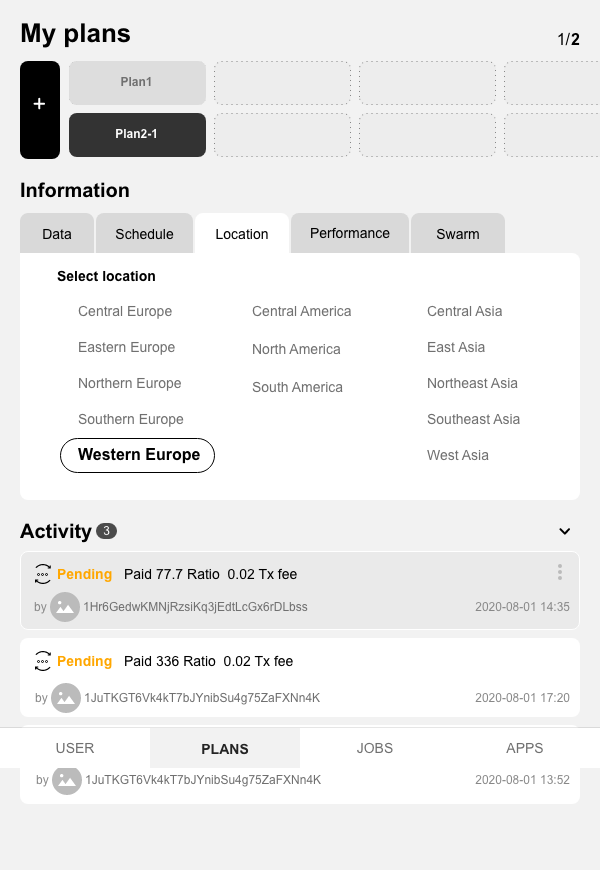 My plans
1/2
+
Plan1
Plan2-1
Information
Data Schedule Location Performance Swarm
Select location
Central Europe Central America Central Asia
Eastern Europe North America East Asia
Northern Europe South America Northeast Asia
Southern Europe Southeast Asia
Western Europe West Asia
Activity 3
Pending Paid 77.7 Ratio 0.02 Tx fee
by 1Hr6GedwKMNjRzsiKq3jEdtLcGx6rDLbss 2020-08-01 14:35
Pending Paid 336 Ratio 0.02 Tx fee
by 1JuTKGT6Vk4kT7bJYnibSu4g75ZaFXNn4K 2020-08-01 17:20
USER PLANS JOBS APPS
by 1JuTKGT6Vk4kT7bJYnibSu4g75ZaFXNn4K 2020-08-01 13:52